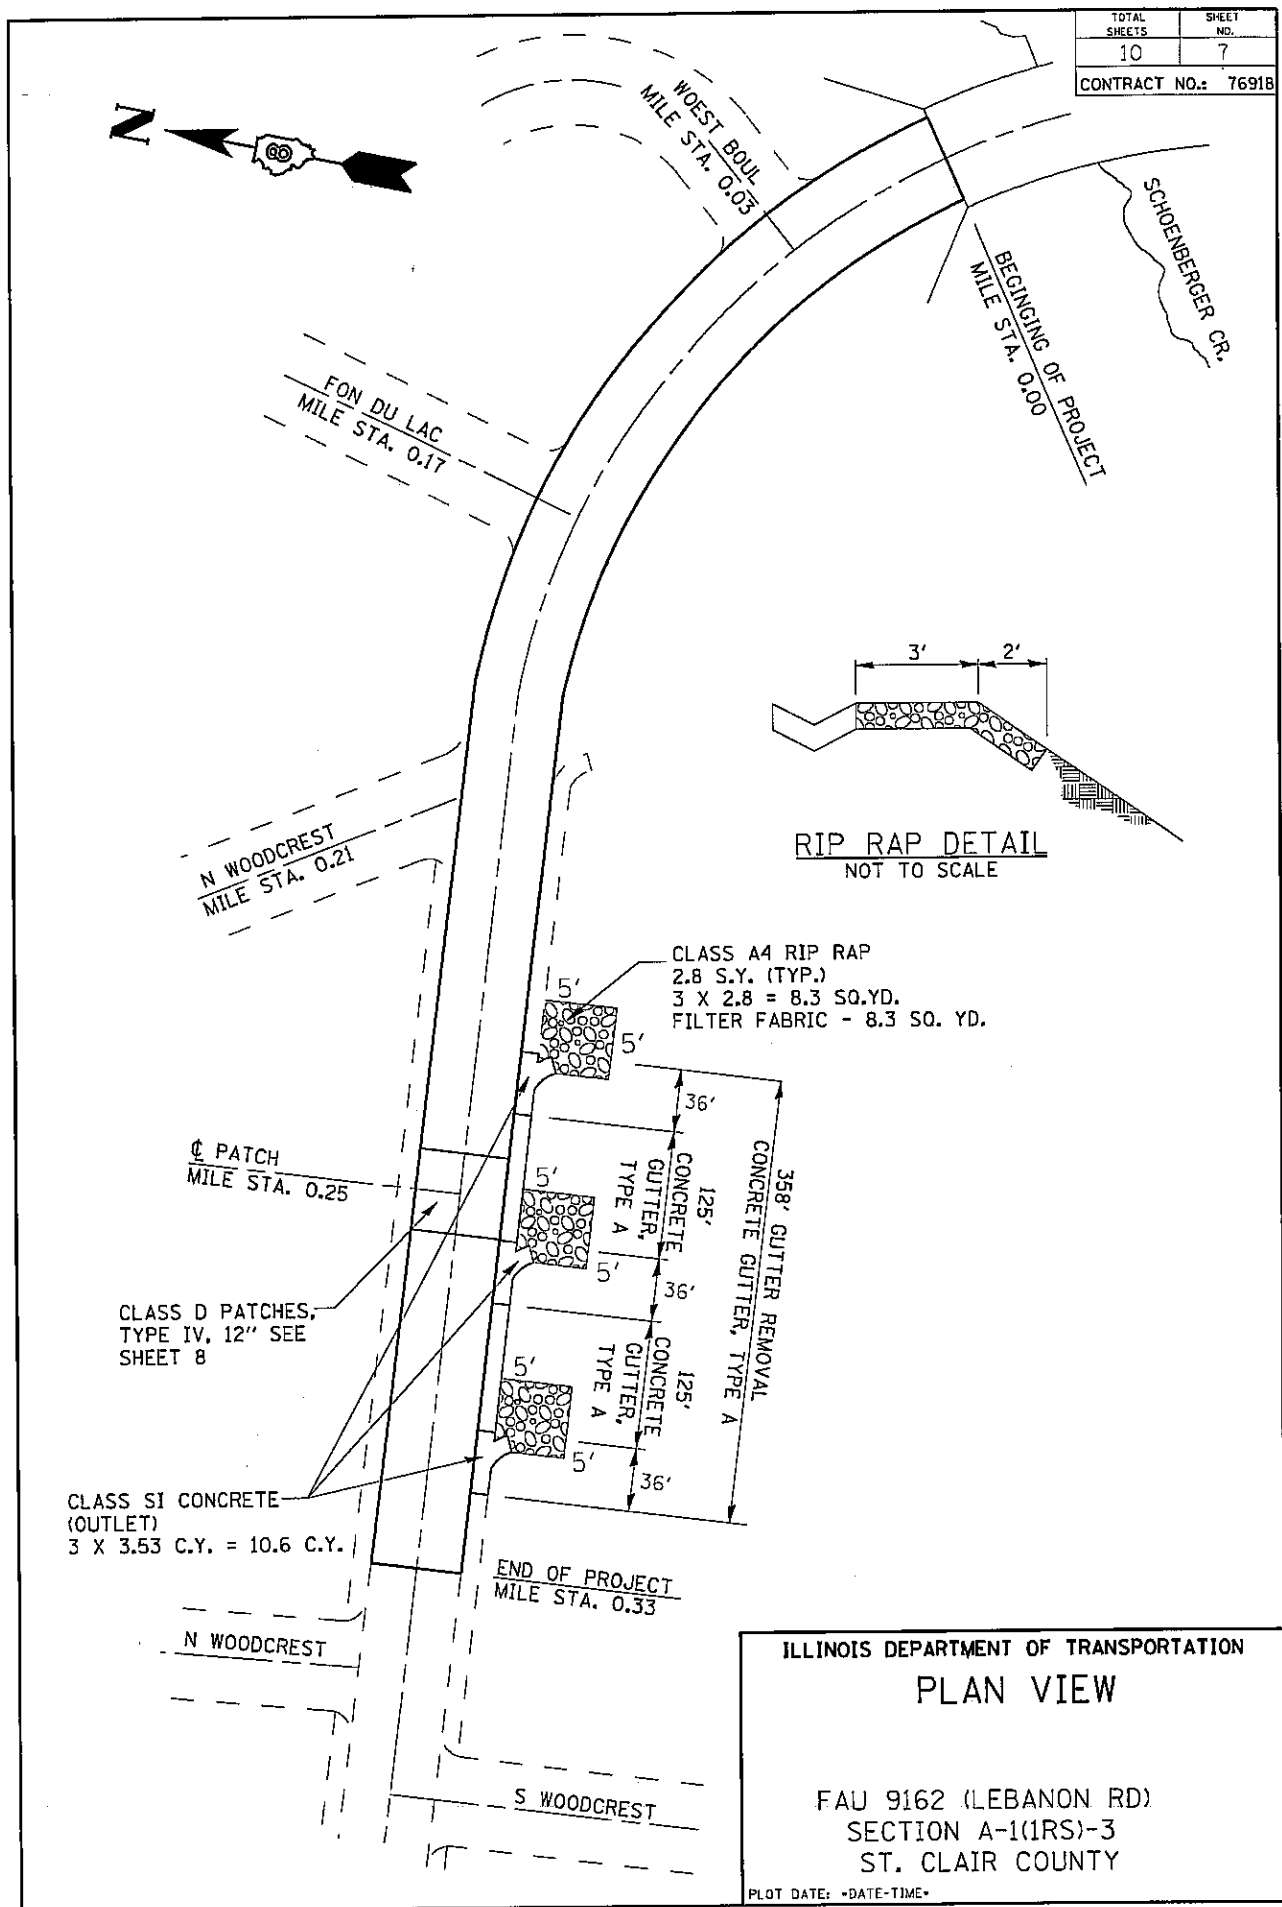 TOTAL SHEETS
SHEET NO.
10
7
CONTRACT NO.: 76918
N
WOEST BOUL
MILE STA. 0.03
SCHOENBERGER CR.
BEGINING OF PROJECT
MILE STA. 0.00
FON DU LAC
MILE STA. 0.17
3'
2'
RIP RAP DETAIL
NOT TO SCALE
N WOODCREST
MILE STA. 0.21
CLASS A4 RIP RAP
2.8 S.Y. (TYP.)
3 X 2.8 = 8.3 SQ.YD.
FILTER FABRIC - 8.3 SQ. YD.
5'
5'
36'
125'
CONCRETE
GUTTER,
TYPE A
358' GUTTER REMOVAL
CONCRETE GUTTER, TYPE A
℄ PATCH
MILE STA. 0.25
5'
5'
36'
CLASS D PATCHES,
TYPE IV, 12" SEE
SHEET 8
125'
CONCRETE
GUTTER,
TYPE A
5'
5'
36'
CLASS SI CONCRETE
(OUTLET)
3 X 3.53 C.Y. = 10.6 C.Y.
END OF PROJECT
MILE STA. 0.33
N WOODCREST
S WOODCREST
ILLINOIS DEPARTMENT OF TRANSPORTATION
PLAN VIEW
FAU 9162 (LEBANON RD)
SECTION A-1(1RS)-3
ST. CLAIR COUNTY
PLOT DATE: *DATE-TIME*